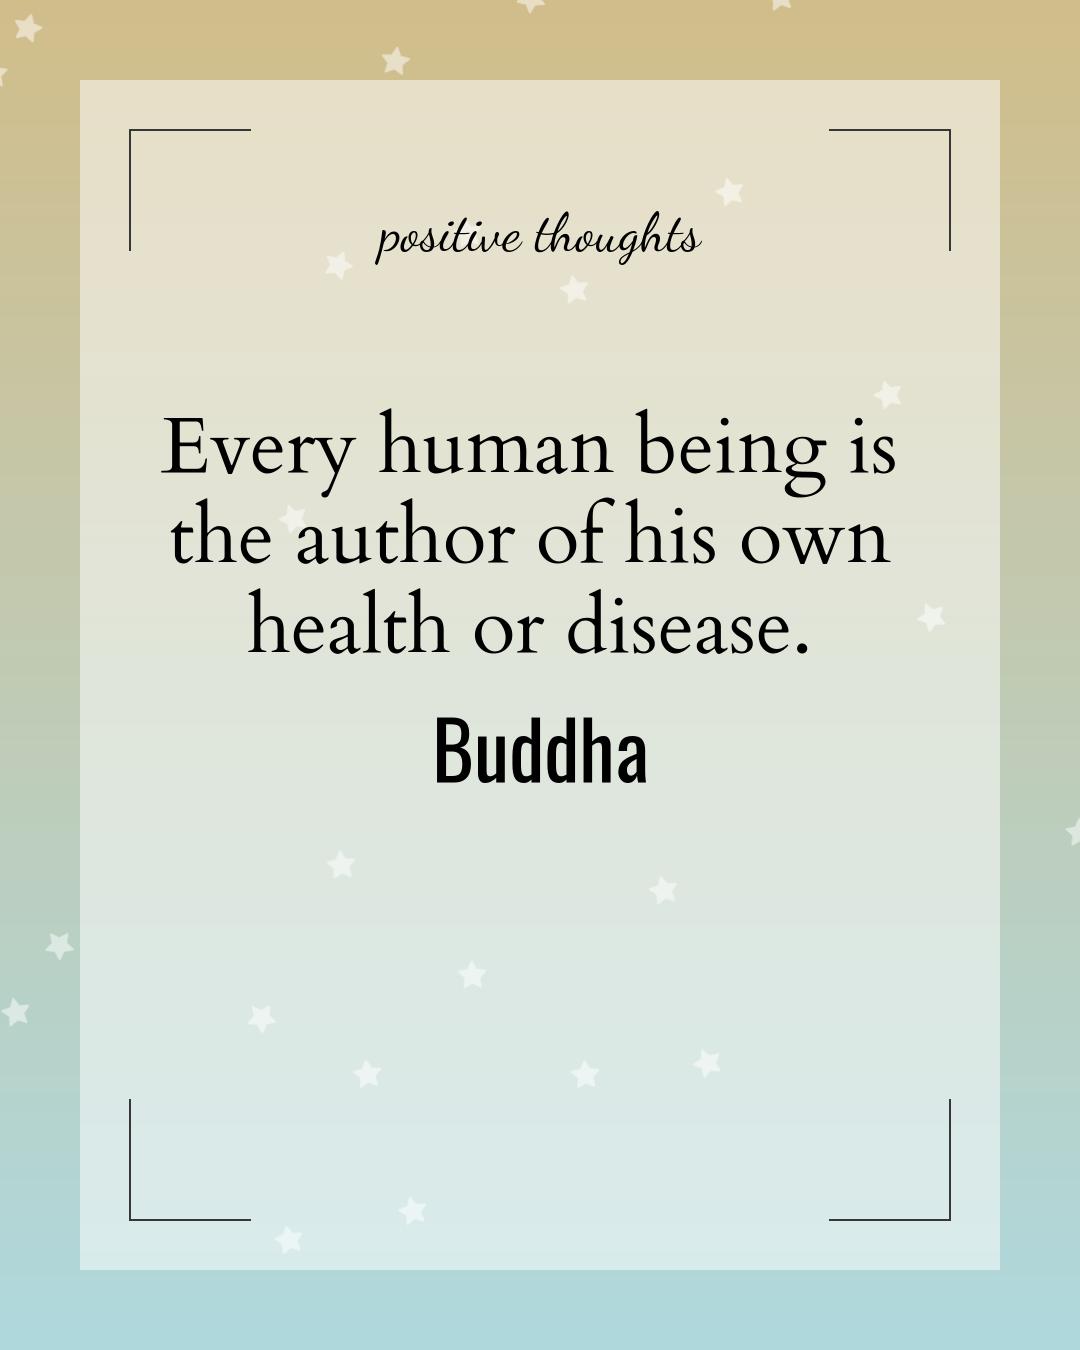 positive thoughts
Every human being is
the author of his own
health or disease.
Buddha